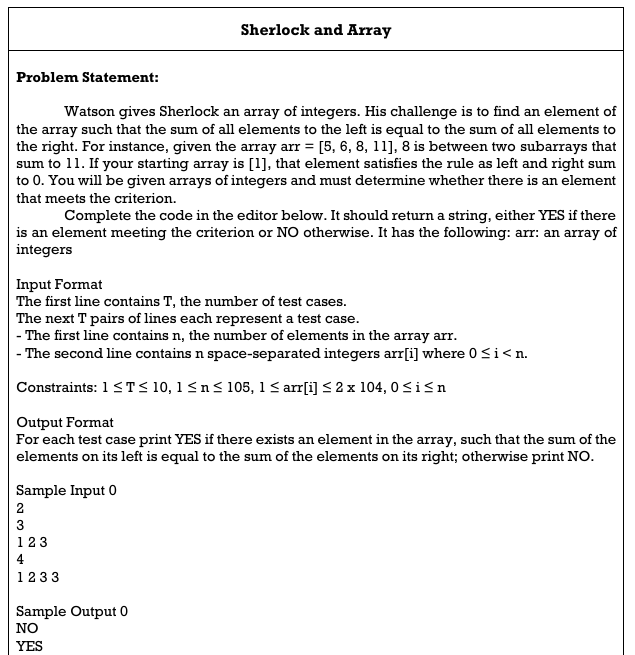 Sherlock and Array
Problem Statement:
Watson gives Sherlock an array of integers. His challenge is to find an element of
the array such that the sum of all elements to the left is equal to the sum of all elements to
the right. For instance, given the array arr = [5, 6, 8, 11], 8 is between two subarrays that
sum to 11. If your starting array is [1], that element satisfies the rule as left and right sum
to 0. You will be given arrays of integers and must determine whether there is an element
that meets the criterion.
Complete the code in the editor below. It should return a string, either YES if there
is an element meeting the criterion or NO otherwise. It has the following: arr: an array of
integers
Input Format
The first line contains T, the number of test cases.
The next T pairs of lines each represent a test case.
- The first line contains n, the number of elements in the array arr.
- The second line contains n space-separated integers arr[i] where 0 ≤ i < n.
Constraints: 1 ≤ T ≤ 10, 1 ≤ n ≤ 105, 1 ≤ arr[i] ≤ 2 x 104, 0 ≤ i ≤ n
Output Format
For each test case print YES if there exists an element in the array, such that the sum of the
elements on its left is equal to the sum of the elements on its right; otherwise print NO.
Sample Input 0
2
3
1 2 3
4
1 2 3 3
Sample Output 0
NO
YES